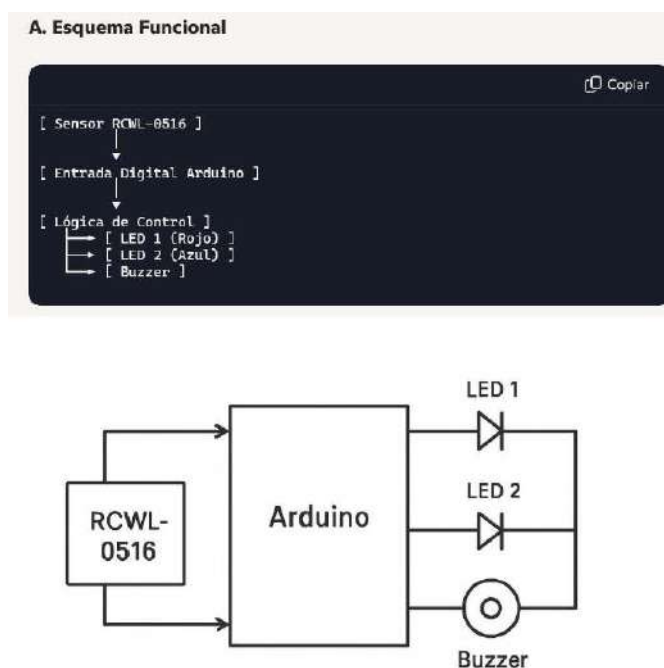 A. Esquema Funcional
Copiar
[ Sensor RCWL-0516 ]
[ Entrada Digital Arduino ]
[ Lógica de Control ]
[ LED 1 (Rojo) ]
[ LED 2 (Azul) ]
[ Buzzer ]
LED 1
LED 2
RCWL-
0516
Arduino
Buzzer